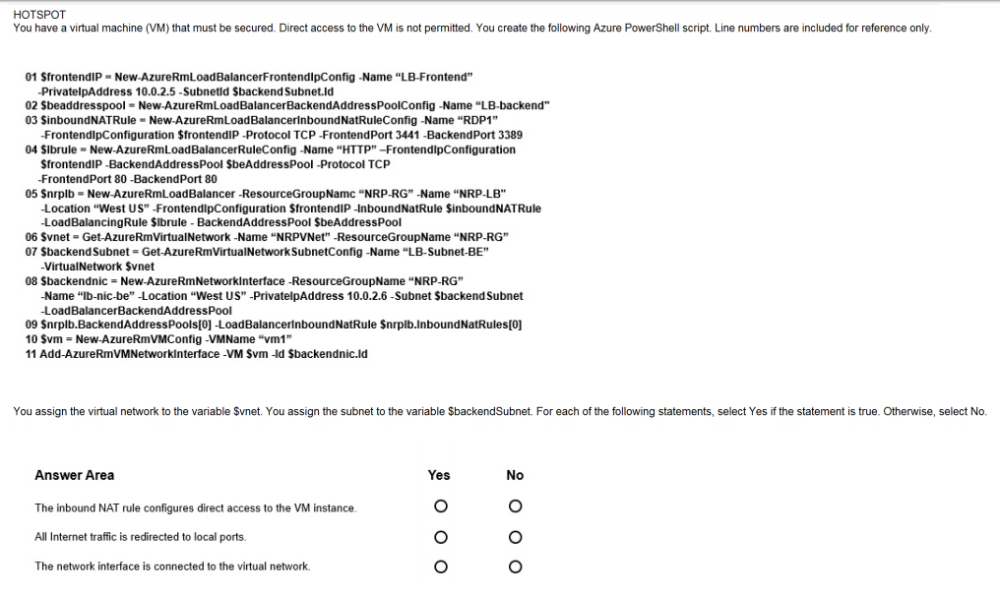 HOTSPOT
You have a virtual machine (VM) that must be secured. Direct access to the VM is not permitted. You create the following Azure PowerShell script. Line numbers are included for reference only.
01 $frontendIP = New-AzureRmLoadBalancerFrontendIpConfig -Name “LB-Frontend”
-PrivateIpAddress 10.0.2.5 -SubnetId $backendSubnet.Id
02 $beaddresspool = New-AzureRmLoadBalancerBackendAddressPoolConfig -Name “LB-backend”
03 $inboundNATRule = New-AzureRmLoadBalancerInboundNatRuleConfig -Name “RDP1”
-FrontendIpConfiguration $frontendIP -Protocol TCP -FrontendPort 3441 -BackendPort 3389
04 $lbrule = New-AzureRmLoadBalancerRuleConfig -Name “HTTP” –FrontendIpConfiguration
$frontendIP -BackendAddressPool $beAddressPool -Protocol TCP
-FrontendPort 80 -BackendPort 80
05 $nrplb = New-AzureRmLoadBalancer -ResourceGroupNamc “NRP-RG” -Name “NRP-LB”
-Location “West US” -FrontendIpConfiguration $frontendIP -InboundNatRule $inboundNATRule
-LoadBalancingRule $lbrule - BackendAddressPool $beAddressPool
06 $vnet = Get-AzureRmVirtualNetwork -Name “NRPVNet” -ResourceGroupName “NRP-RG”
07 $backendSubnet = Get-AzureRmVirtualNetworkSubnetConfig -Name “LB-Subnet-BE”
-VirtualNetwork $vnet
08 $backendnic = New-AzureRmNetworkInterface -ResourceGroupName “NRP-RG”
-Name “lb-nic-be” -Location “West US” -PrivateIpAddress 10.0.2.6 -Subnet $backendSubnet
-LoadBalancerBackendAddressPool
09 $nrplb.BackendAddressPools[0] -LoadBalancerInboundNatRule $nrplb.InboundNatRules[0]
10 $vm = New-AzureRmVMConfig -VMName “vm1”
11 Add-AzureRmVMNetworkInterface -VM $vm -Id $backendnic.Id
You assign the virtual network to the variable $vnet. You assign the subnet to the variable $backendSubnet. For each of the following statements, select Yes if the statement is true. Otherwise, select No.
Answer Area Yes No
The inbound NAT rule configures direct access to the VM instance.
All Internet traffic is redirected to local ports.
The network interface is connected to the virtual network.